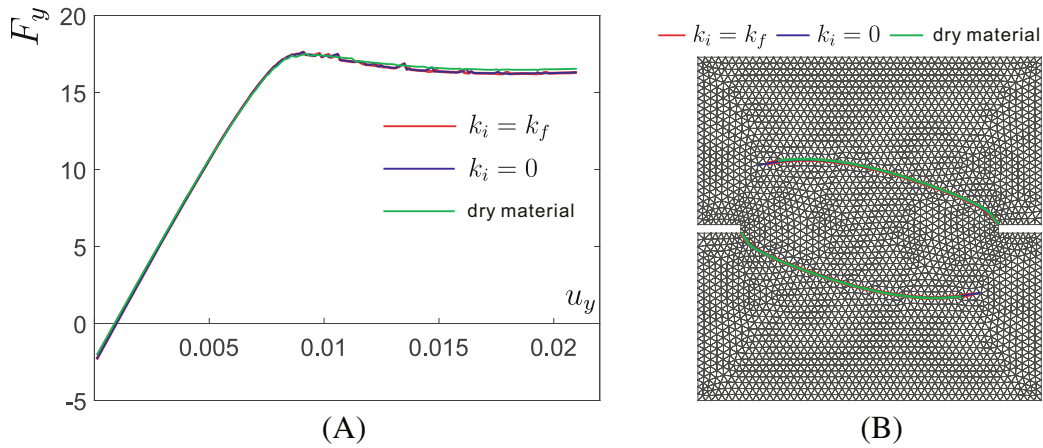 F_y
20
15
10
5
0
-5
0.005
0.01
0.015
0.02
u_y
k_i = k_f
k_i = 0
dry material
(A)
k_i = k_f k_i = 0 dry material
(B)